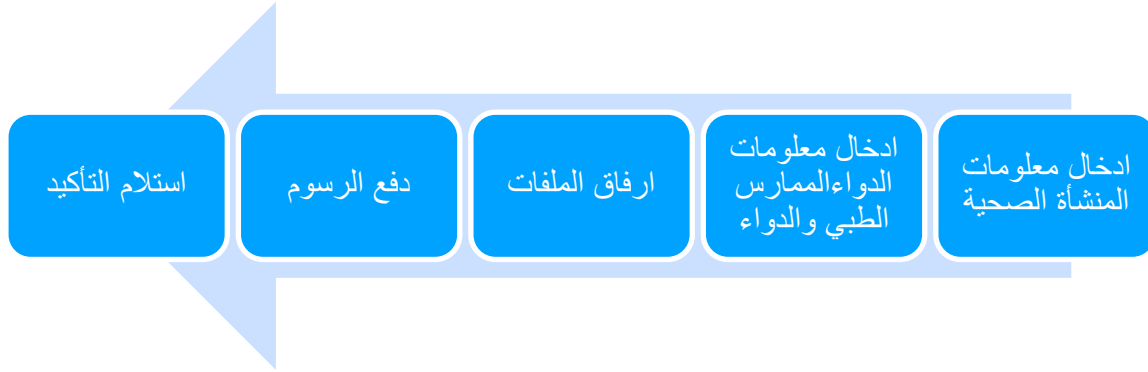 ادخال معلومات
المنشأة الصحية
ادخال معلومات
الدواءالممارس
الطبي والدواء
ارفاق الملفات
دفع الرسوم
استلام التأكيد